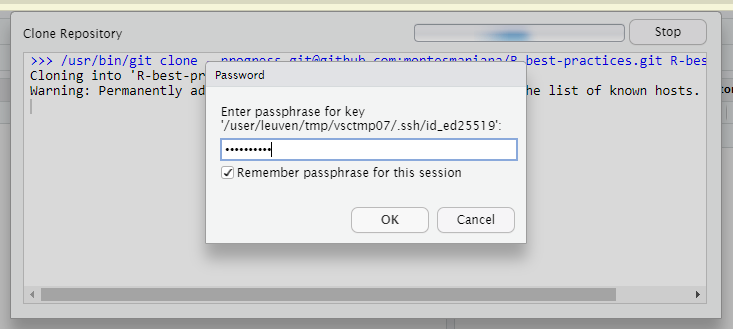 Clone Repository
Stop
>>> /usr/bin/git clone --progress git@github.com:montesmariana/R-best-practices.git R-bes
Password
Cloning into 'R-best-pr
Warning: Permanently ad
he list of known hosts.
Enter passphrase for key
'/user/leuven/tmp/vsctmp07/.ssh/id_ed25519':
••••••••••
Remember passphrase for this session
OK
Cancel